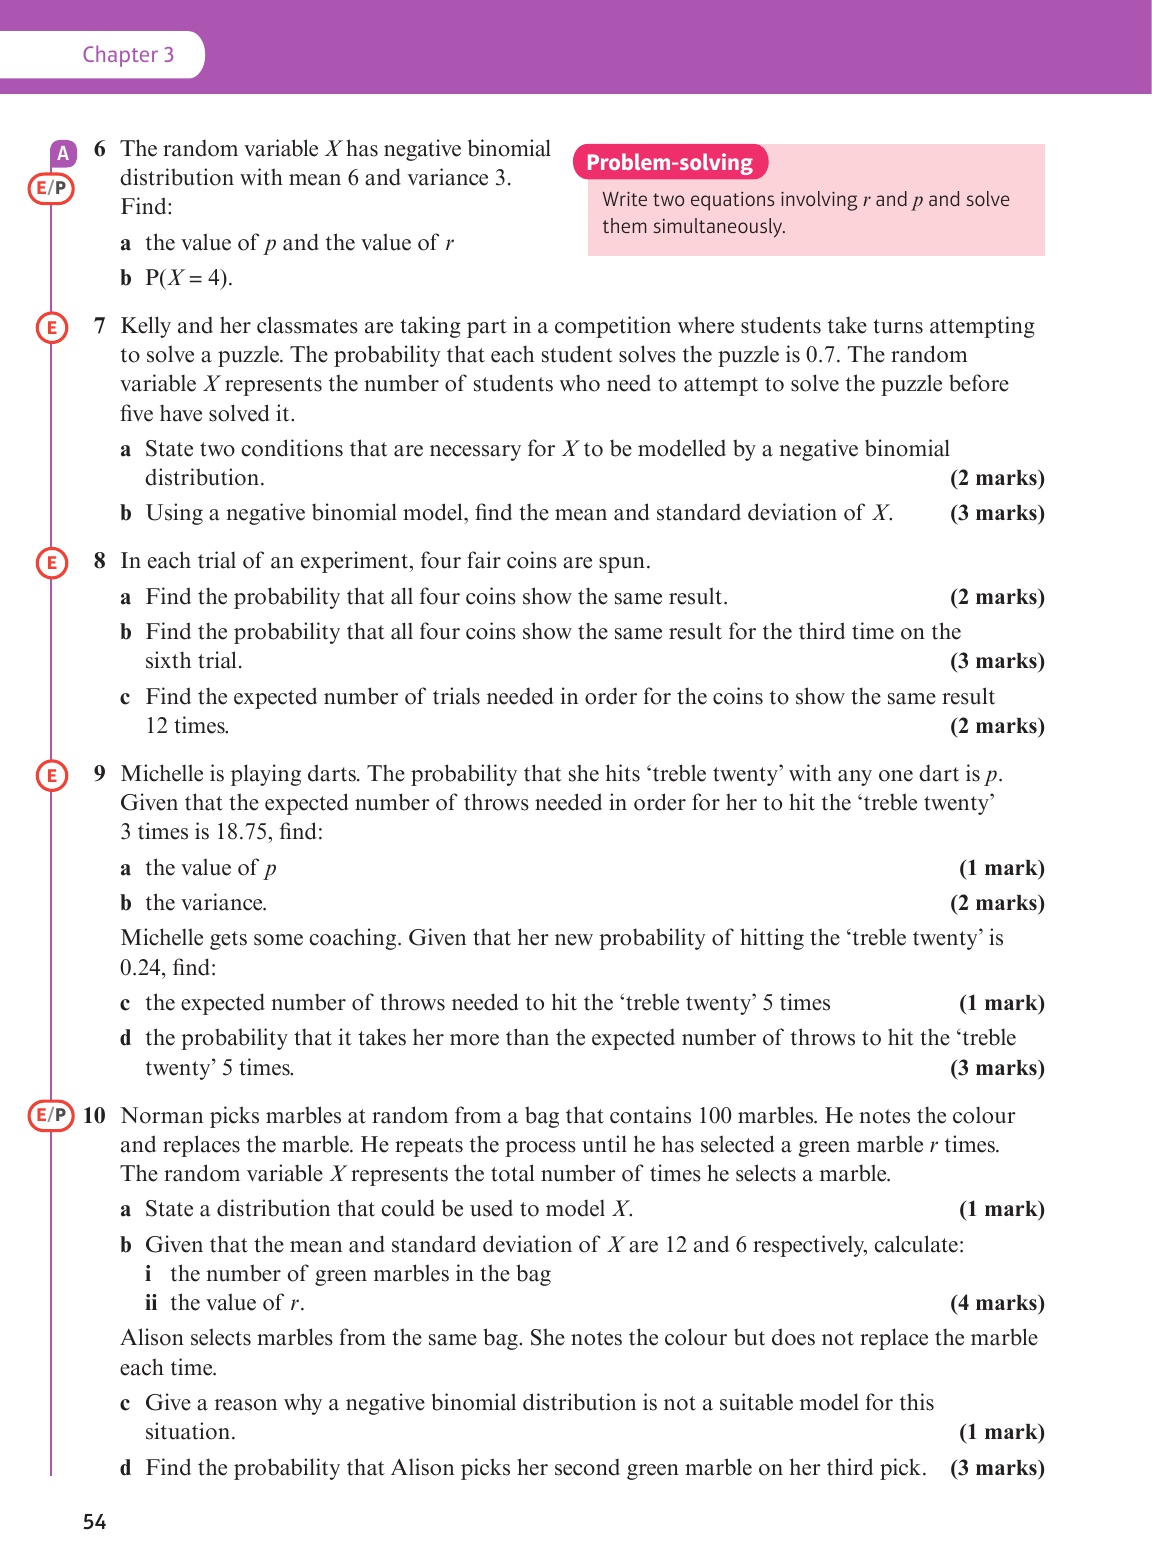 Chapter 3
A
E/P
6 The random variable X has negative binomial
distribution with mean 6 and variance 3.
Find:
a the value of p and the value of r
b P(X = 4).
Problem-solving
Write two equations involving r and p and solve
them simultaneously.
E
7 Kelly and her classmates are taking part in a competition where students take turns attempting
to solve a puzzle. The probability that each student solves the puzzle is 0.7. The random
variable X represents the number of students who need to attempt to solve the puzzle before
five have solved it.
a State two conditions that are necessary for X to be modelled by a negative binomial
distribution. (2 marks)
b Using a negative binomial model, find the mean and standard deviation of X. (3 marks)
E
8 In each trial of an experiment, four fair coins are spun.
a Find the probability that all four coins show the same result. (2 marks)
b Find the probability that all four coins show the same result for the third time on the
sixth trial. (3 marks)
c Find the expected number of trials needed in order for the coins to show the same result
12 times. (2 marks)
E
9 Michelle is playing darts. The probability that she hits ‘treble twenty’ with any one dart is p.
Given that the expected number of throws needed in order for her to hit the ‘treble twenty’
3 times is 18.75, find:
a the value of p (1 mark)
b the variance. (2 marks)
Michelle gets some coaching. Given that her new probability of hitting the ‘treble twenty’ is
0.24, find:
c the expected number of throws needed to hit the ‘treble twenty’ 5 times (1 mark)
d the probability that it takes her more than the expected number of throws to hit the ‘treble
twenty’ 5 times. (3 marks)
E/P
10 Norman picks marbles at random from a bag that contains 100 marbles. He notes the colour
and replaces the marble. He repeats the process until he has selected a green marble r times.
The random variable X represents the total number of times he selects a marble.
a State a distribution that could be used to model X. (1 mark)
b Given that the mean and standard deviation of X are 12 and 6 respectively, calculate:
i the number of green marbles in the bag
ii the value of r. (4 marks)
Alison selects marbles from the same bag. She notes the colour but does not replace the marble
each time.
c Give a reason why a negative binomial distribution is not a suitable model for this
situation. (1 mark)
d Find the probability that Alison picks her second green marble on her third pick. (3 marks)
54